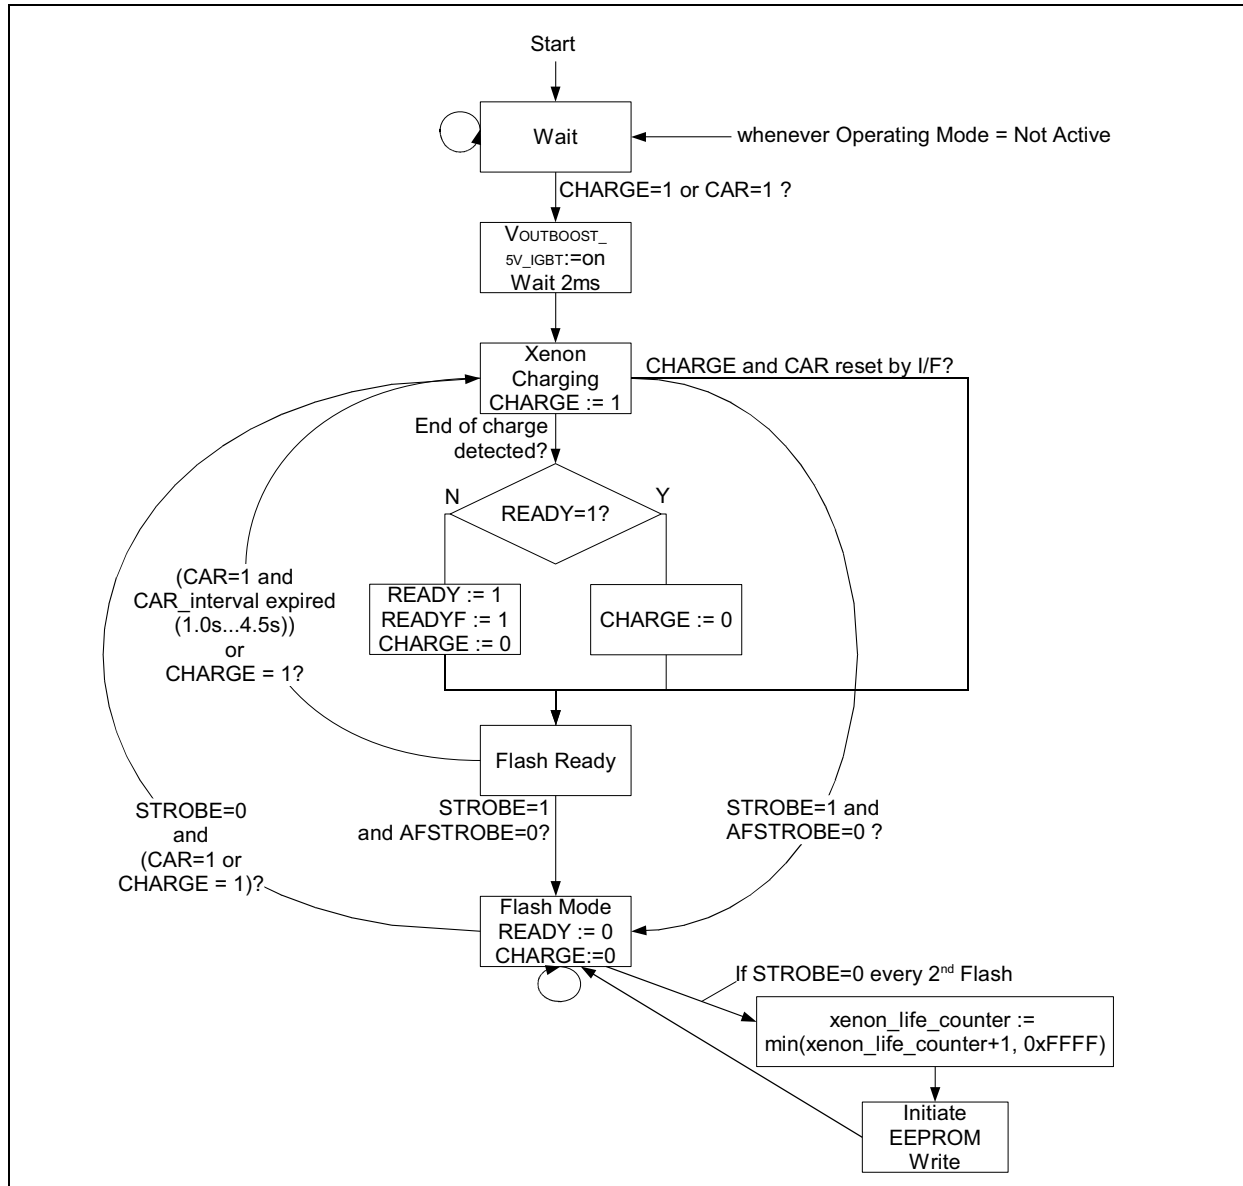 Start
Wait
whenever Operating Mode = Not Active
CHARGE=1 or CAR=1 ?
VOUTBOOST_
5V_IGBT:=on
Wait 2ms
Xenon
Charging
CHARGE := 1
CHARGE and CAR reset by I/F?
End of charge
detected?
N
Y
READY=1?
(CAR=1 and
CAR_interval expired
(1.0s...4.5s))
or
CHARGE = 1?
READY := 1
READYF := 1
CHARGE := 0
CHARGE := 0
Flash Ready
STROBE=0
and
(CAR=1 or
CHARGE = 1)?
STROBE=1
and AFSTROBE=0?
STROBE=1 and
AFSTROBE=0 ?
Flash Mode
READY := 0
CHARGE:=0
If STROBE=0 every 2nd Flash
xenon_life_counter :=
min(xenon_life_counter+1, 0xFFFF)
Initiate
EEPROM
Write